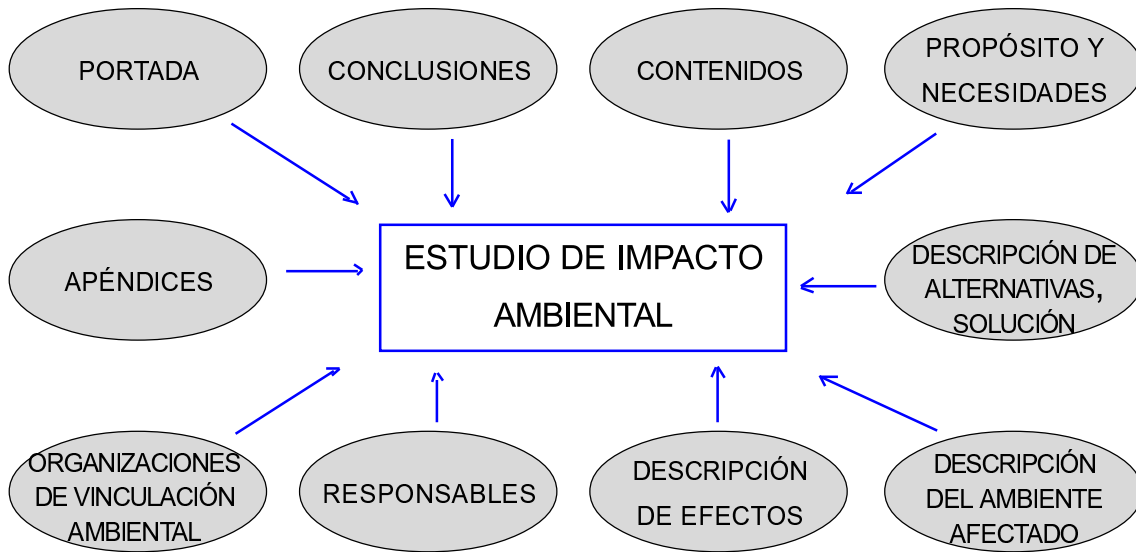 PORTADA
CONCLUSIONES
CONTENIDOS
PROPÓSITO Y
NECESIDADES
APÉNDICES
ESTUDIO DE IMPACTO
AMBIENTAL
DESCRIPCIÓN DE
ALTERNATIVAS,
SOLUCIÓN
ORGANIZACIONES
DE VINCULACIÓN
AMBIENTAL
RESPONSABLES
DESCRIPCIÓN
DE EFECTOS
DESCRIPCIÓN
DEL AMBIENTE
AFECTADO